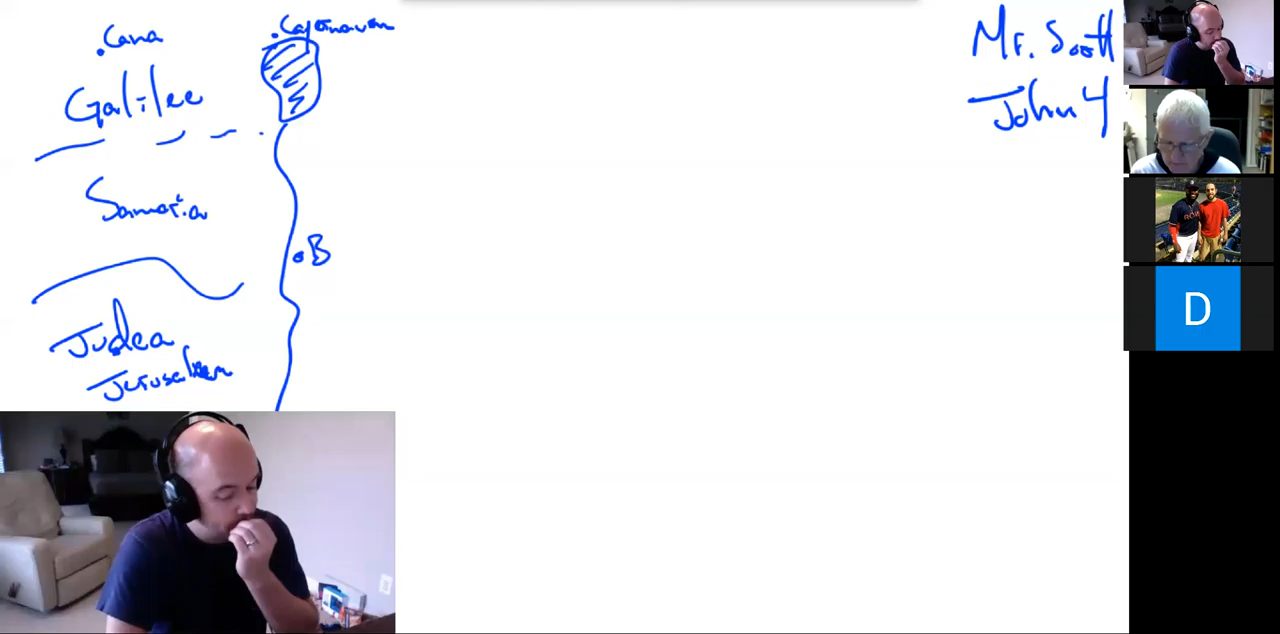 .Cana
.Capernaum
Galilee
Samaria
.B
Judea
Jerusalem
Mr. Scott
John 4
D